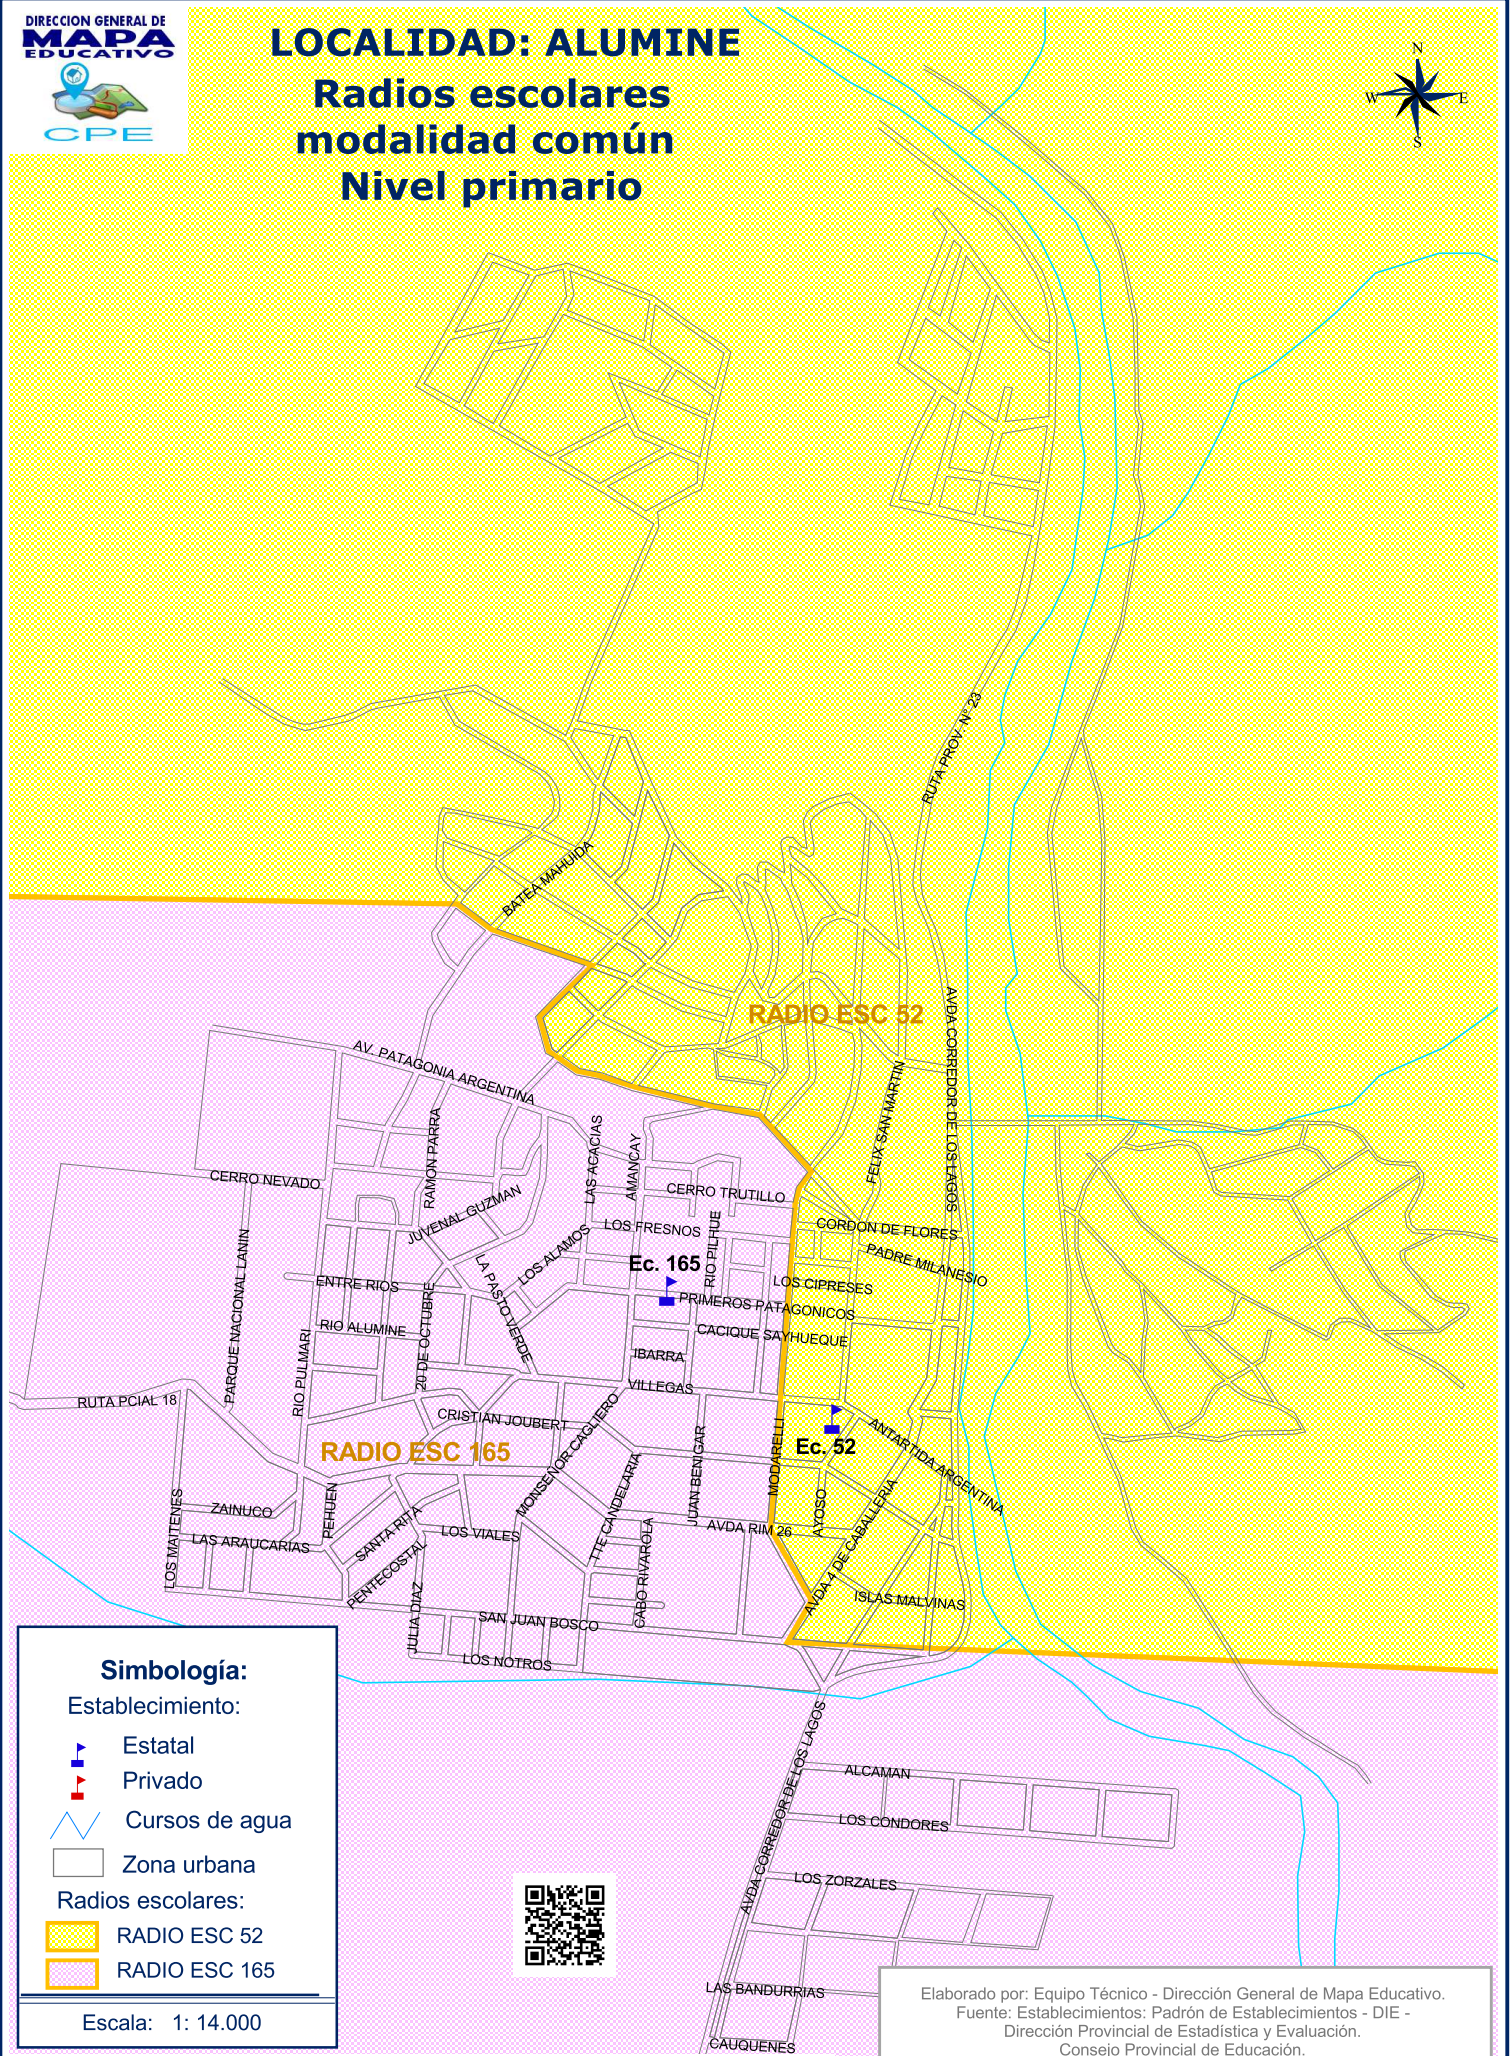 DIRECCION GENERAL DE
MAPA
EDUCATIVO
CPE
LOCALIDAD: ALUMINE
Radios escolares
modalidad común
Nivel primario
N
W
E
S
RUTA PROV. N° 23
BATEA MAHUIDA
RADIO ESC 52
AVDA CORREDOR DE LOS LAGOS
AV. PATAGONIA ARGENTINA
FELIX SAN MARTIN
RAMON PARRA
LAS ACACIAS
AMANCAY
CERRO NEVADO
CERRO TRUTILLO
JUVENAL GUZMAN
LOS FRESNOS
RIO PILHUE
CORDON DE FLORES
PADRE MILANESIO
LOS ALAMOS
LA PASTO VERDE
Ec. 165
PARQUE NACIONAL LANIN
ENTRE RIOS
LOS CIPRESES
PRIMEROS PATAGONICOS
20 DE OCTUBRE
RIO ALUMINE
CACIQUE SAYHUEQUE
RIO PULMARI
IBARRA
VILLEGAS
RUTA PCIAL 18
CRISTIAN JOUBERT
MONSEÑOR CAGLIERO
RADIO ESC 165
JUAN BENIGAR
MODARELLI
Ec. 52
ANTARTIDA ARGENTINA
TTE CANDELARIA
AYOSO
AVDA 4 DE CABALLERIA
LOS MAITENES
ZAINUCO
PEHUEN
SANTA RITA
LOS VIALES
AVDA RIM 26
LAS ARAUCARIAS
PENTECOSTAL
CABO RIVAROLA
ISLAS MALVINAS
JULIA DIAZ
SAN JUAN BOSCO
LOS NOTROS
AVDA CORREDOR DE LOS LAGOS
ALCAMAN
LOS CONDORES
LOS ZORZALES
LAS BANDURRIAS
CAUQUENES
Simbología:
Establecimiento:
Estatal
Privado
Cursos de agua
Zona urbana
Radios escolares:
RADIO ESC 52
RADIO ESC 165
Escala: 1: 14.000
Elaborado por: Equipo Técnico - Dirección General de Mapa Educativo.
Fuente: Establecimientos: Padrón de Establecimientos - DIE -
Dirección Provincial de Estadística y Evaluación.
Consejo Provincial de Educación.